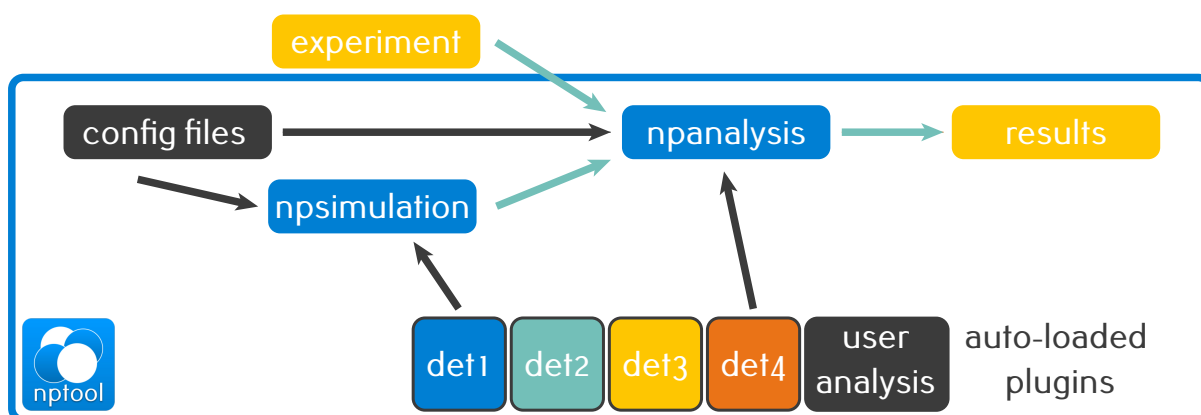 experiment
config files
npanalysis
results
npsimulation
det1
det2
det3
det4
user
analysis
auto-loaded
plugins
nptool